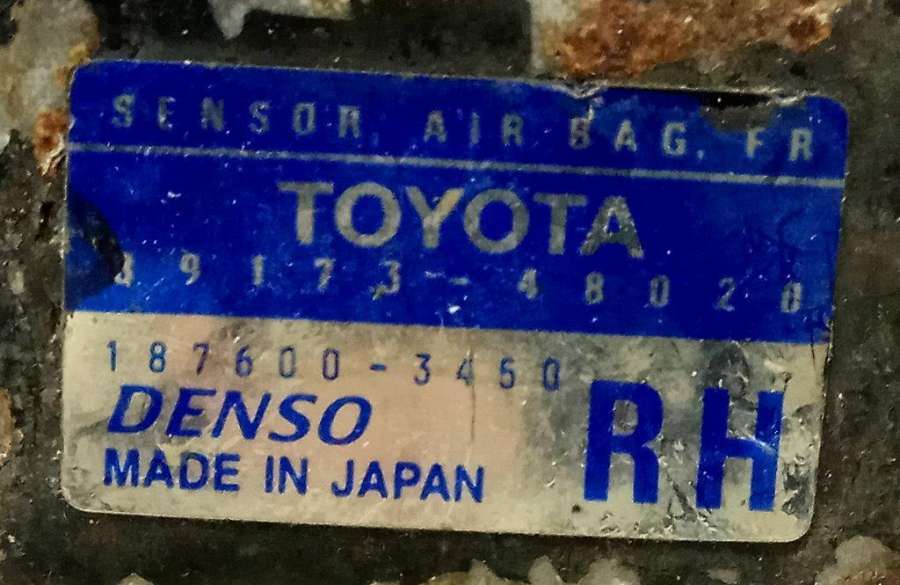 SENSOR, AIR BAG, FR
TOYOTA
89173-48020
187600-3450
DENSO
MADE IN JAPAN
RH